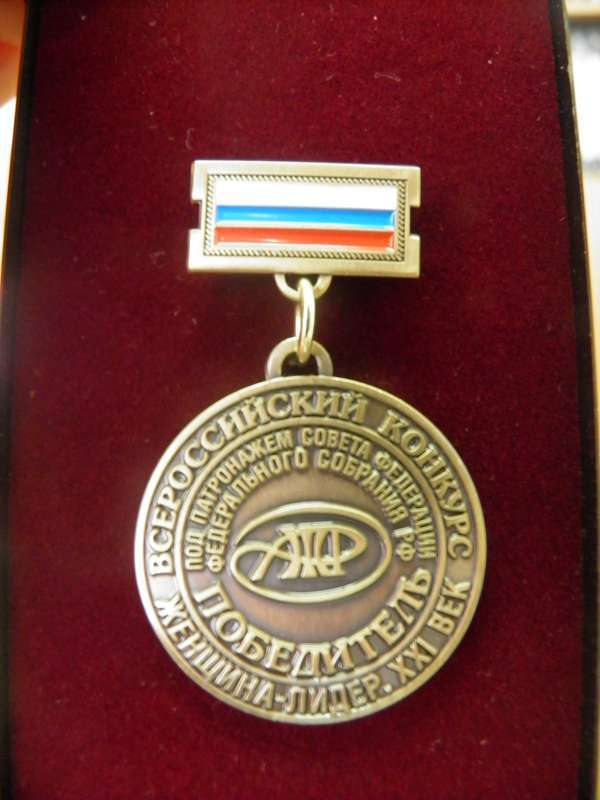 ВСЕРОССИЙСКИЙ КОНКУРС
ПОД ПАТРОНАЖЕМ СОВЕТА ФЕДЕРАЦИИ
ФЕДЕРАЛЬНОГО СОБРАНИЯ РФ
АЖР
ПОБЕДИТЕЛЬ
ЖЕНЩИНА-ЛИДЕР. XXI ВЕК